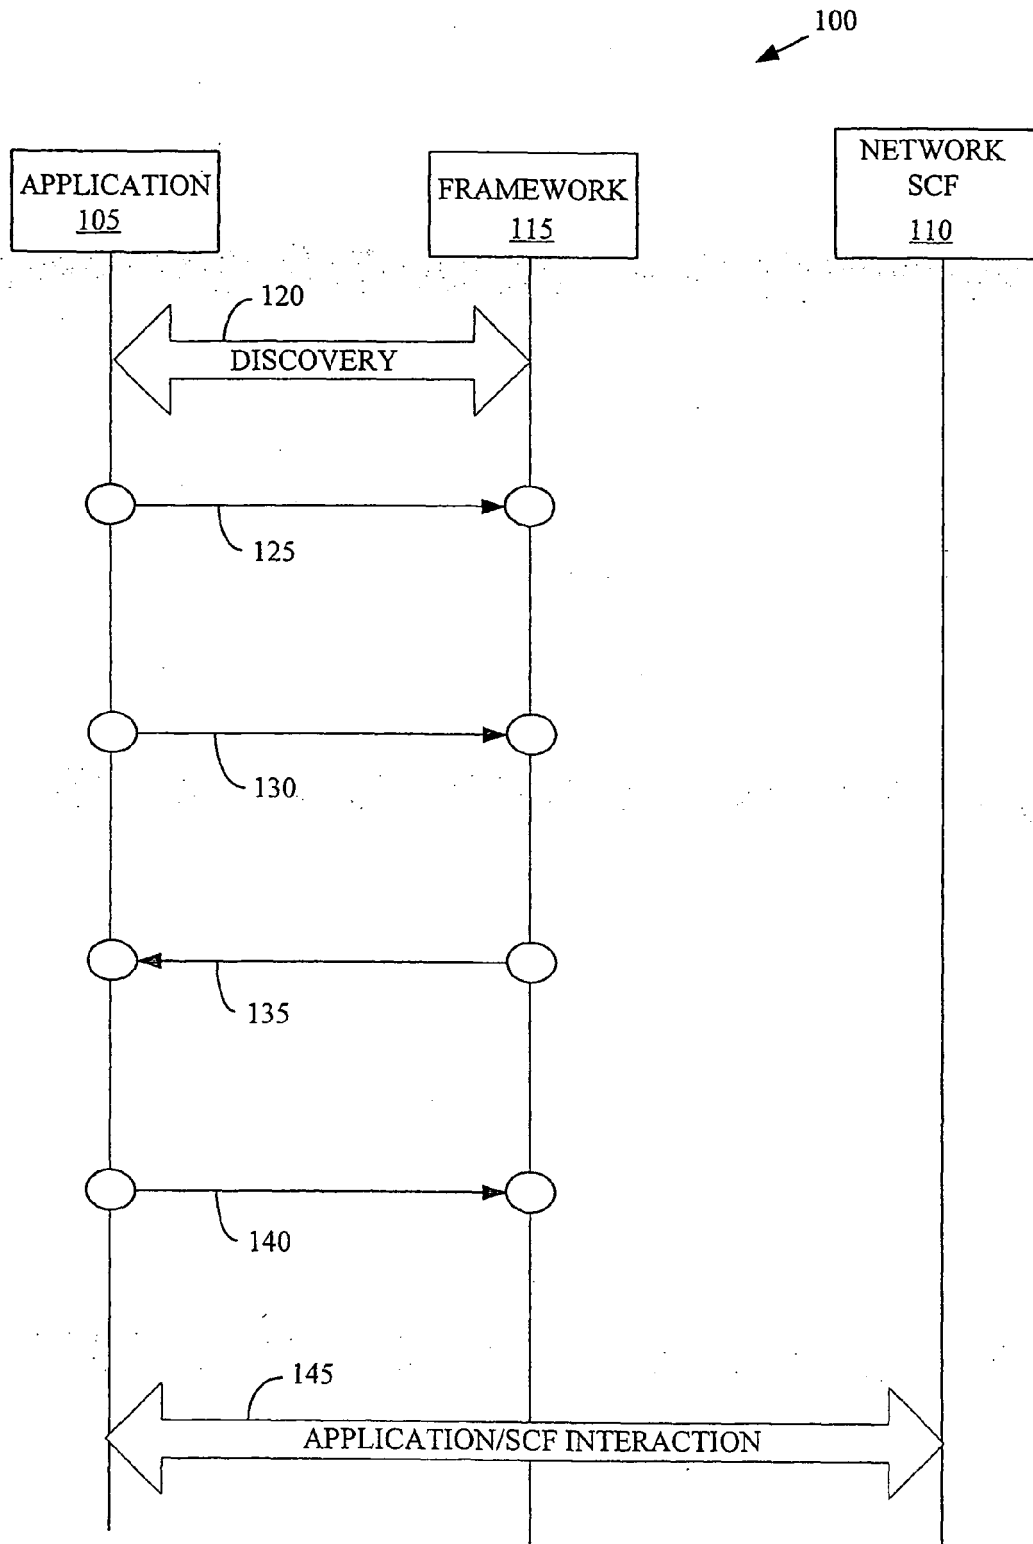 100
APPLICATION
105
FRAMEWORK
115
NETWORK
SCF
110
120
DISCOVERY
125
130
135
140
145
APPLICATION/SCF INTERACTION